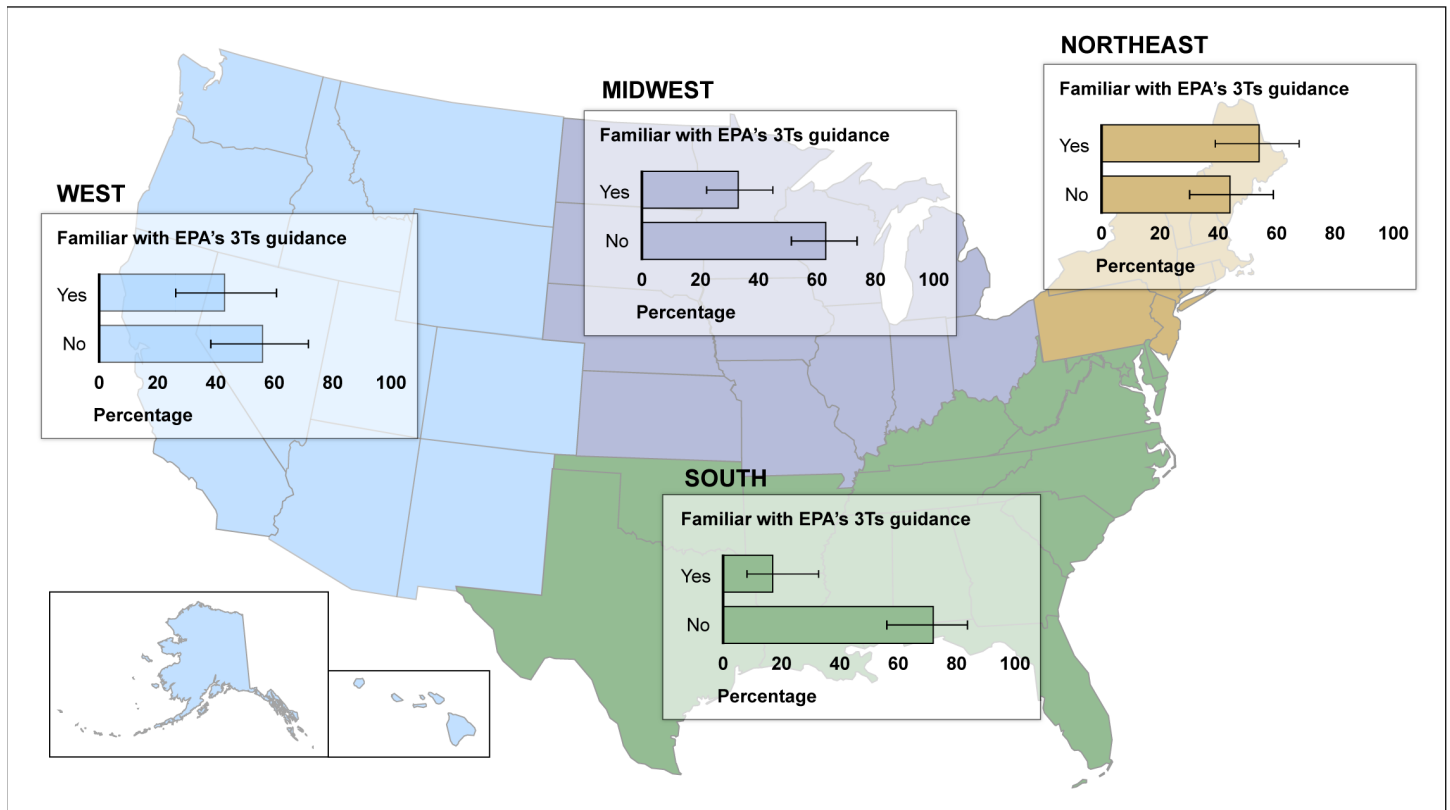 NORTHEAST
Familiar with EPA's 3Ts guidance
Yes
No
0 20 40 60 80 100
Percentage
MIDWEST
Familiar with EPA's 3Ts guidance
Yes
No
0 20 40 60 80 100
Percentage
WEST
Familiar with EPA's 3Ts guidance
Yes
No
0 20 40 60 80 100
Percentage
SOUTH
Familiar with EPA's 3Ts guidance
Yes
No
0 20 40 60 80 100
Percentage